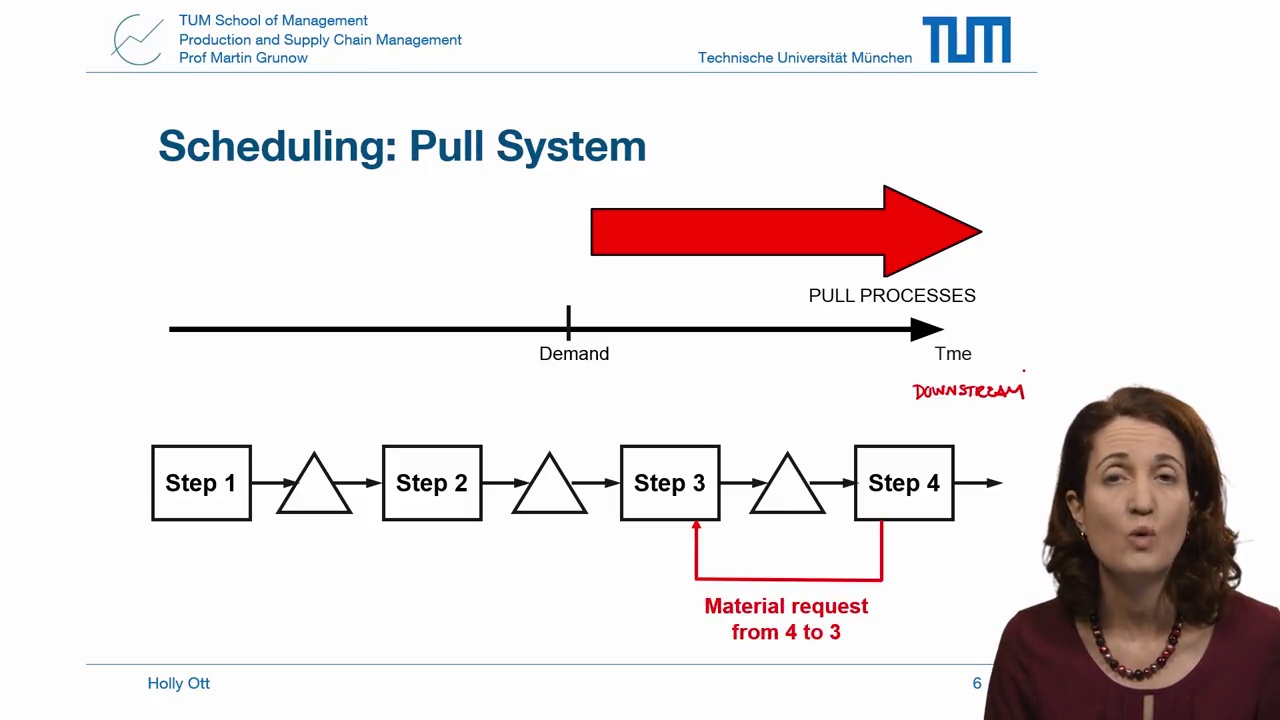 TUM School of Management
Production and Supply Chain Management
Prof Martin Grunow
Technische Universität München
TUM
Scheduling: Pull System
PULL PROCESSES
Demand
Tme
DOWNSTREAM
Step 1
Step 2
Step 3
Step 4
Material request
from 4 to 3
Holly Ott
6